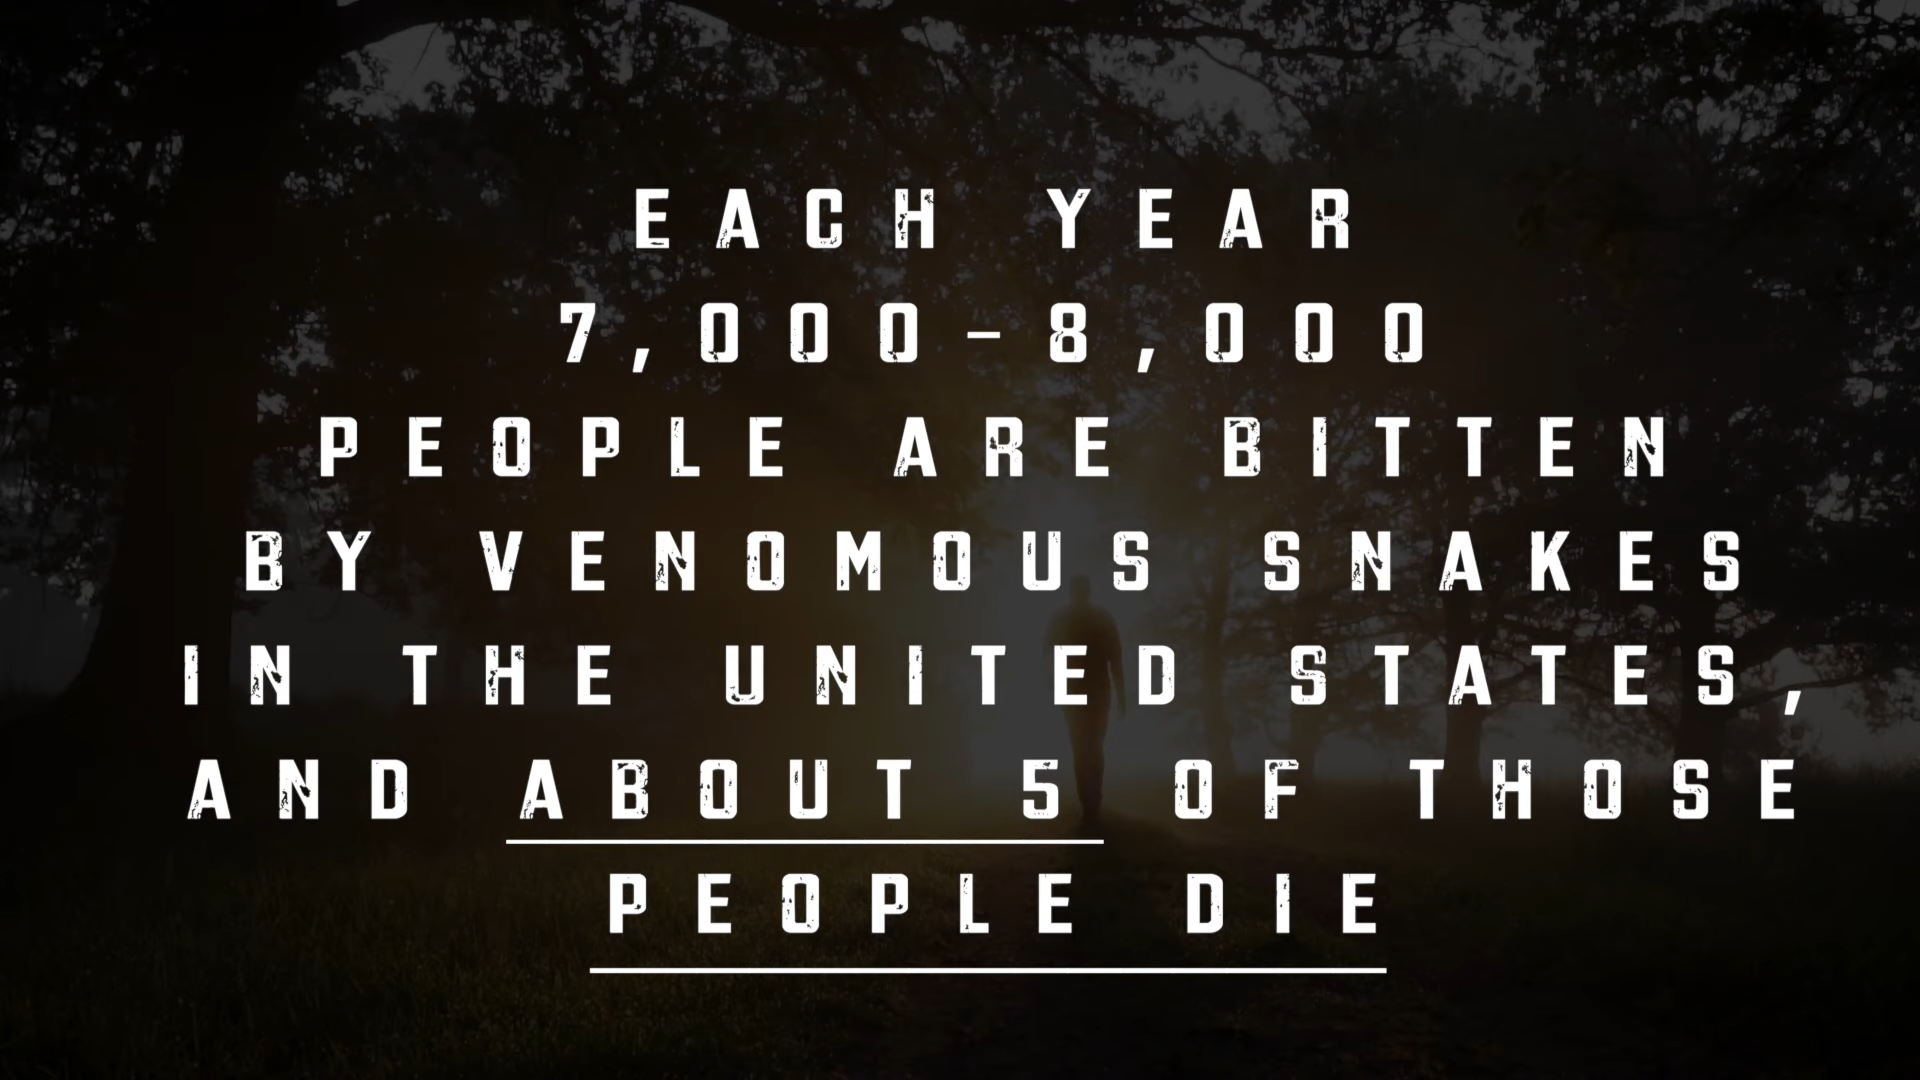 EACH YEAR
7,000-8,000
PEOPLE ARE BITTEN
BY VENOMOUS SNAKES
IN THE UNITED STATES,
AND ABOUT 5 OF THOSE
PEOPLE DIE